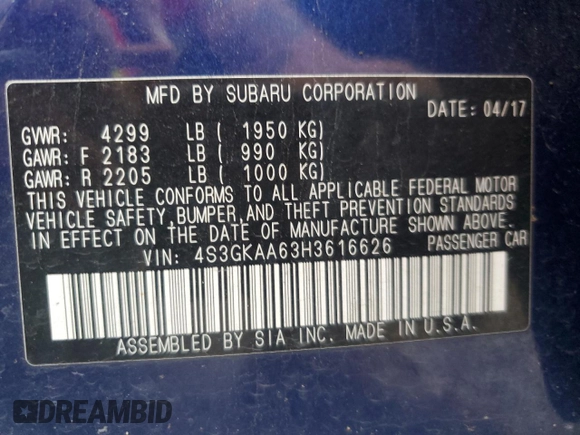 MFD BY SUBARU CORPORATION
DATE: 04/17
GVWR: 4299 LB ( 1950 KG)
GAWR: F 2183 LB ( 990 KG)
GAWR: R 2205 LB ( 1000 KG)
THIS VEHICLE CONFORMS TO ALL APPLICABLE FEDERAL MOTOR
VEHICLE SAFETY, BUMPER, AND THEFT PREVENTION STANDARDS
IN EFFECT ON THE DATE OF MANUFACTURE SHOWN ABOVE.
VIN: 4S3GKAA63H3616626 PASSENGER CAR
ASSEMBLED BY SIA INC. MADE IN U.S.A.
DREAMBID